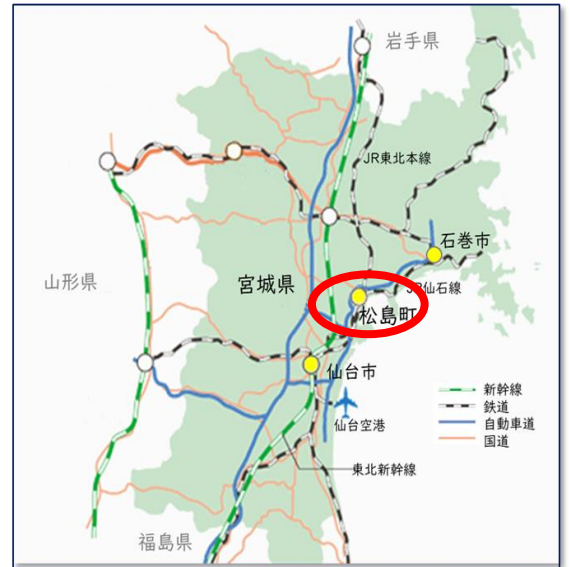 岩手県
JR東北本線
石巻市
山形県
宮城県
JR仙石線
松島町
仙台市
仙台空港
新幹線
鉄道
自動車道
国道
東北新幹線
福島県